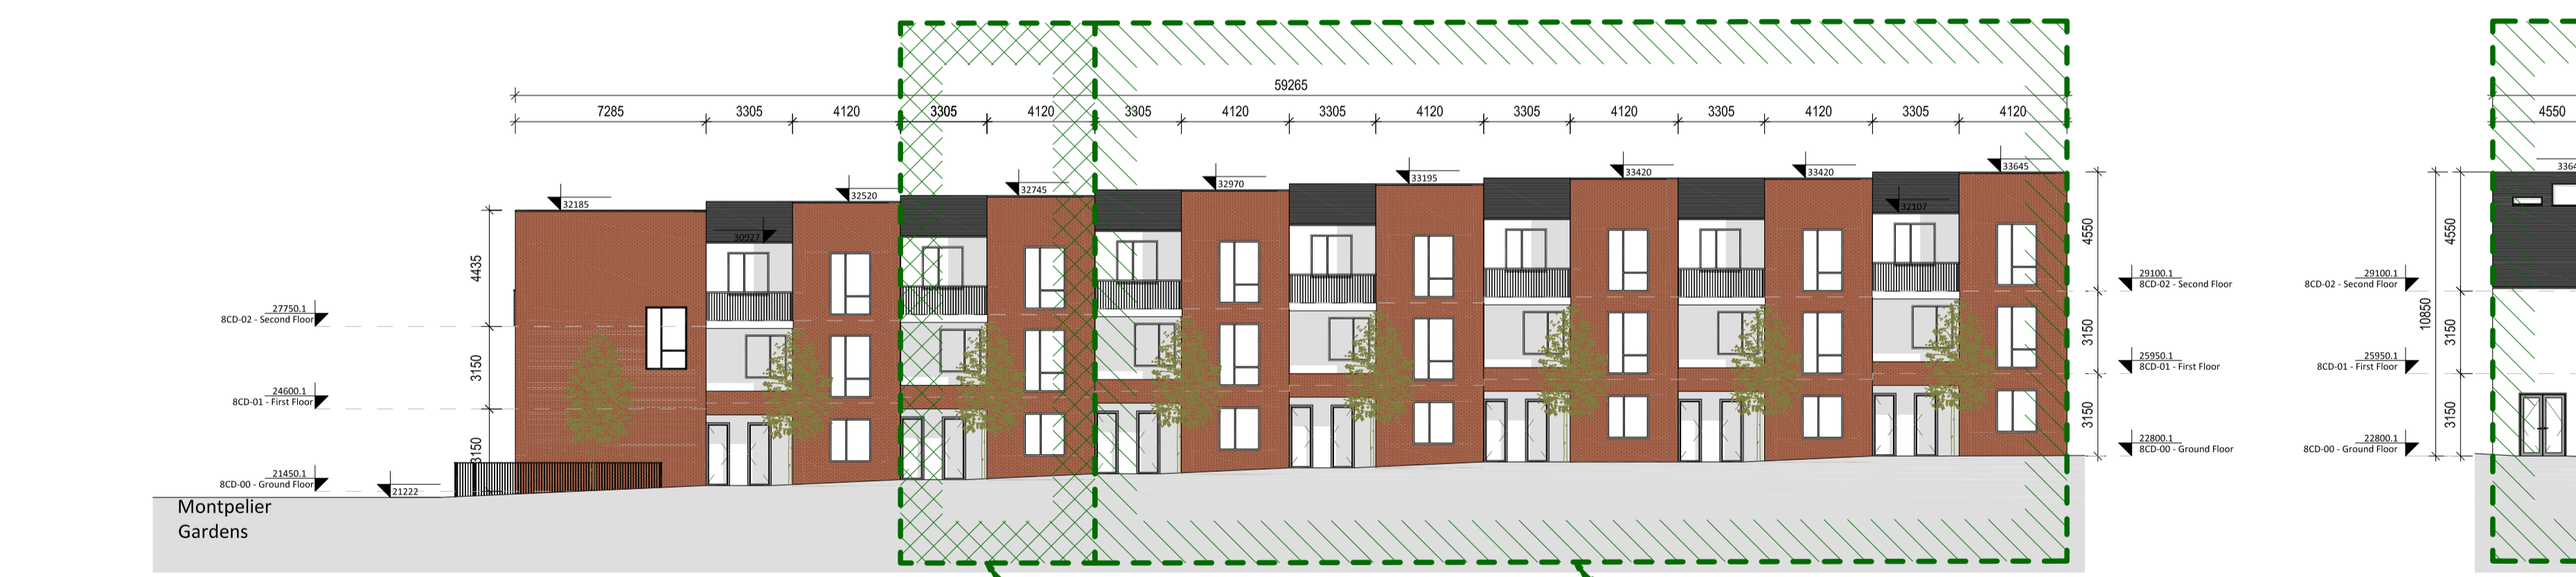 59265
7285 3305 4120 3305 4120 3305 4120 3305 4120 3305 4120 3305 4120 3305 4120
4550
32185
30927
32520
32745
32970
33195
33420
33420
32107
33645
4435
3150
3150
27750.1
8CD-02 - Second Floor
24600.1
8CD-01 - First Floor
21450.1
8CD-00 - Ground Floor
21222
Montpelier
Gardens
4550
3150
3150
29100.1
8CD-02 - Second Floor
25950.1
8CD-01 - First Floor
22800.1
8CD-00 - Ground Floor
29100.1
8CD-02 - Second Floor
25950.1
8CD-01 - First Floor
22800.1
8CD-00 - Ground Floor
10850
4550
3150
3150